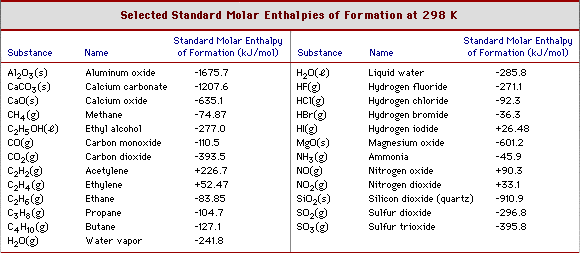 Selected Standard Molar Enthalpies of Formation at 298 K
Substance Name Standard Molar Enthalpy of Formation (kJ/mol)
Al₂O₃(s) Aluminum oxide -1675.7
CaCO₃(s) Calcium carbonate -1207.6
CaO(s) Calcium oxide -635.1
CH₄(g) Methane -74.87
C₂H₅OH(ℓ) Ethyl alcohol -277.0
CO(g) Carbon monoxide -110.5
CO₂(g) Carbon dioxide -393.5
C₂H₂(g) Acetylene +226.7
C₂H₄(g) Ethylene +52.47
C₂H₆(g) Ethane -83.85
C₃H₈(g) Propane -104.7
C₄H₁₀(g) Butane -127.1
H₂O(g) Water vapor -241.8
Substance Name Standard Molar Enthalpy of Formation (kJ/mol)
H₂O(ℓ) Liquid water -285.8
HF(g) Hydrogen fluoride -271.1
HCl(g) Hydrogen chloride -92.3
HBr(g) Hydrogen bromide -36.3
HI(g) Hydrogen iodide +26.48
MgO(s) Magnesium oxide -601.2
NH₃(g) Ammonia -45.9
NO(g) Nitrogen oxide +90.3
NO₂(g) Nitrogen dioxide +33.1
SiO₂(s) Silicon dioxide (quartz) -910.9
SO₂(g) Sulfur dioxide -296.8
SO₃(g) Sulfur trioxide -395.8